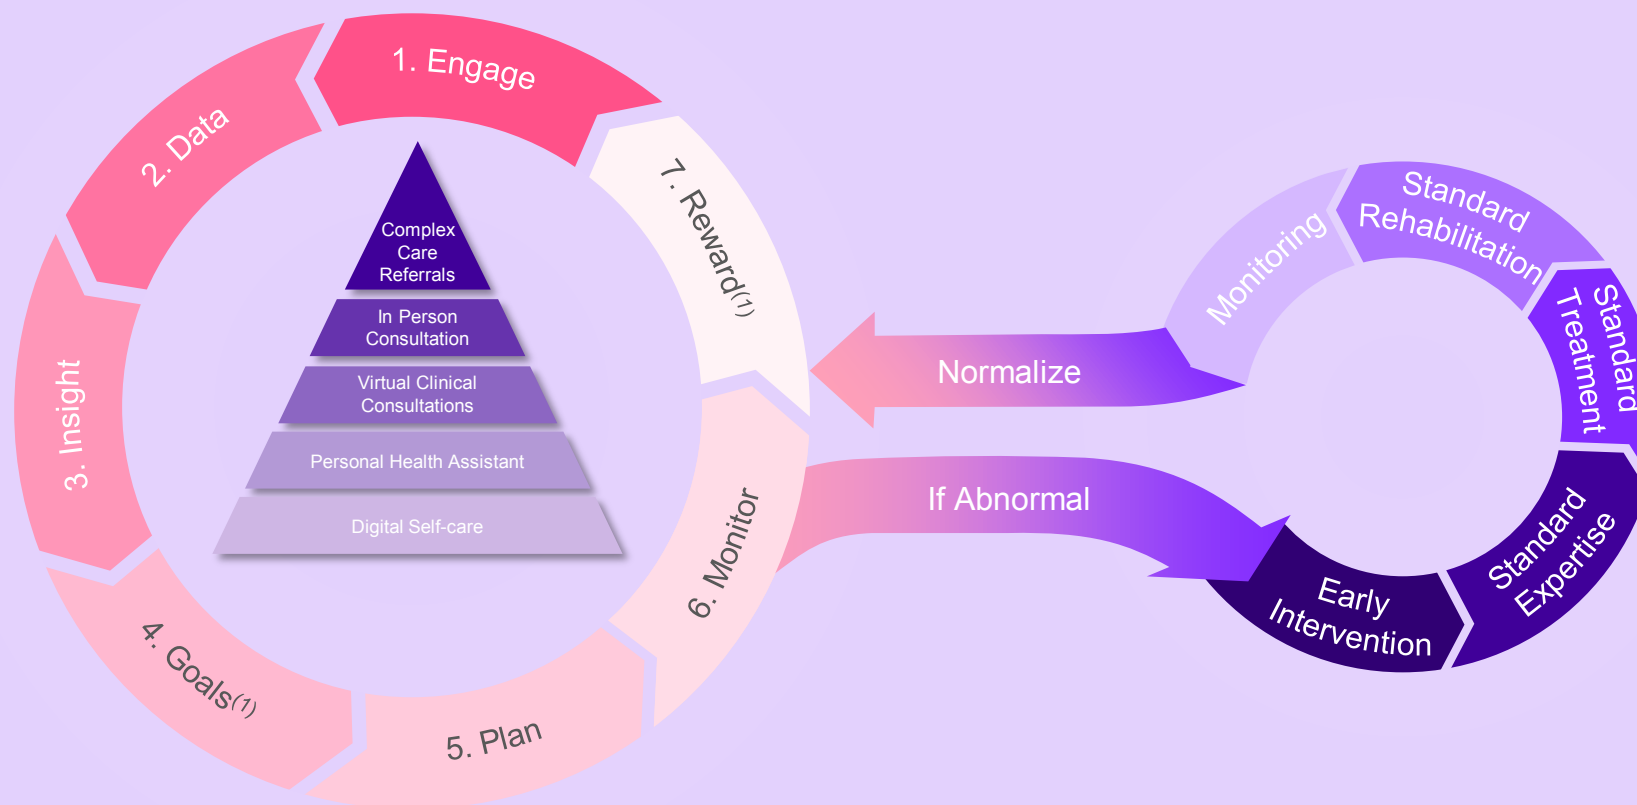 1. Engage
2. Data
3. Insight
4. Goals(1)
5. Plan
6. Monitor
7. Reward(1)
Complex
Care
Referrals
In Person
Consultation
Virtual Clinical
Consultations
Personal Health Assistant
Digital Self-care
Normalize
If Abnormal
Early
Intervention
Standard
Expertise
Standard
Treatment
Standard
Rehabilitation
Monitoring